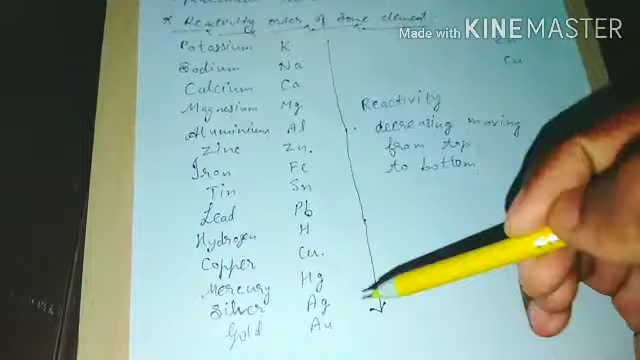 * Reactivity order of some element.
Made with KINEMASTER
Potassium K
Sodium Na
Cu
Calcium Ca
Magnesium Mg
Reactivity
Aluminium Al
decreasing moving
Zinc Zn.
from top
Iron Fe
to bottom.
Tin Sn
Lead Pb
Hydrogen H
Copper Cu.
Mercury Hg
Silver Ag
Gold Au